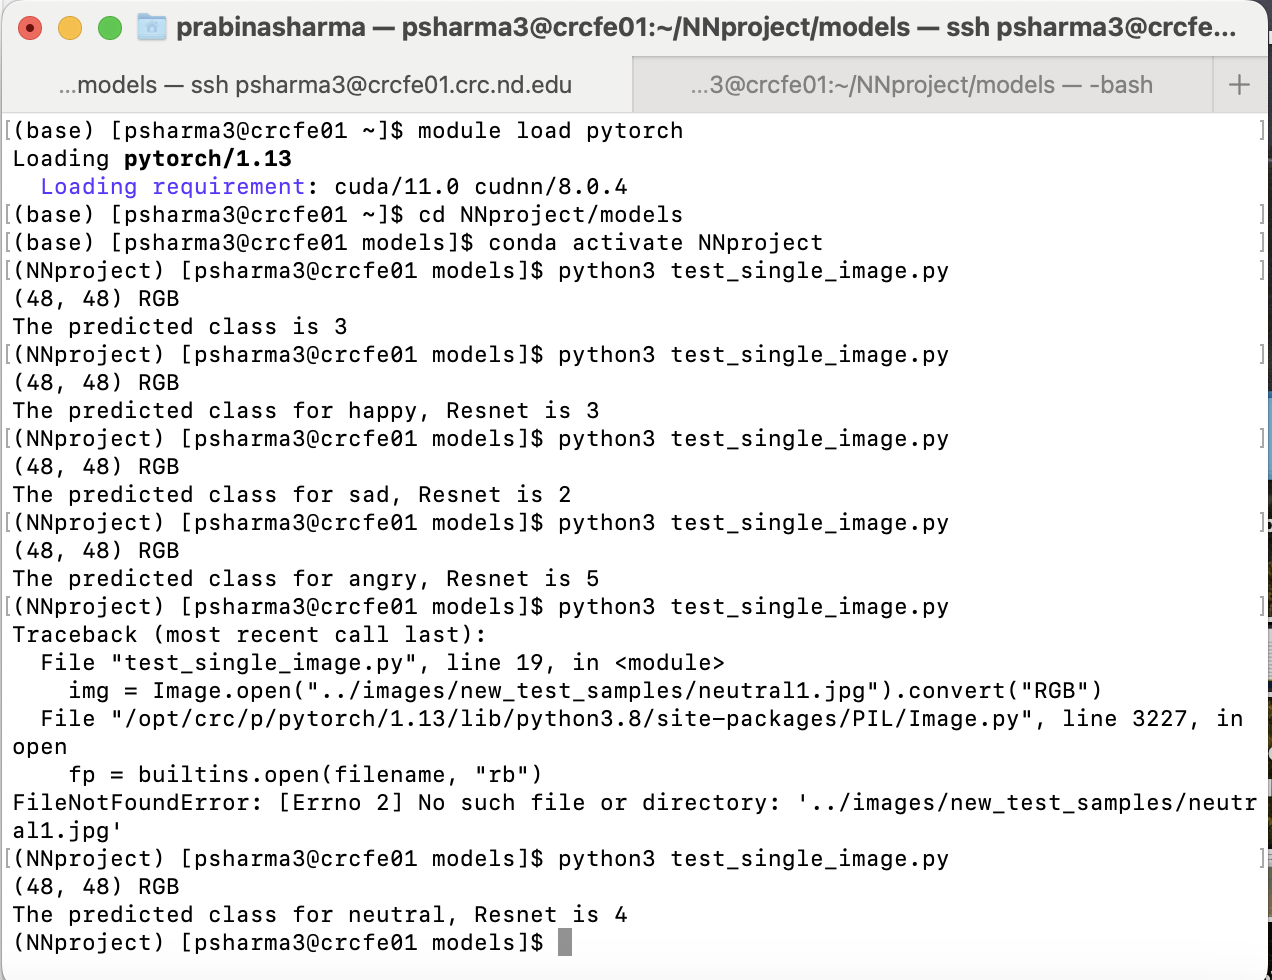 prabinasharma — psharma3@crcfe01:~/NNproject/models — ssh psharma3@crcfe...
...models — ssh psharma3@crcfe01.crc.nd.edu
...3@crcfe01:~/NNproject/models — -bash
+
[(base) [psharma3@crcfe01 ~]$ module load pytorch ]
Loading pytorch/1.13
  Loading requirement: cuda/11.0 cudnn/8.0.4
[(base) [psharma3@crcfe01 ~]$ cd NNproject/models ]
[(base) [psharma3@crcfe01 models]$ conda activate NNproject ]
[(NNproject) [psharma3@crcfe01 models]$ python3 test_single_image.py ]
(48, 48) RGB
The predicted class is 3
[(NNproject) [psharma3@crcfe01 models]$ python3 test_single_image.py ]
(48, 48) RGB
The predicted class for happy, Resnet is 3
[(NNproject) [psharma3@crcfe01 models]$ python3 test_single_image.py ]
(48, 48) RGB
The predicted class for sad, Resnet is 2
[(NNproject) [psharma3@crcfe01 models]$ python3 test_single_image.py ]
(48, 48) RGB
The predicted class for angry, Resnet is 5
[(NNproject) [psharma3@crcfe01 models]$ python3 test_single_image.py ]
Traceback (most recent call last):
  File "test_single_image.py", line 19, in <module>
    img = Image.open("../images/new_test_samples/neutral1.jpg").convert("RGB")
  File "/opt/crc/p/pytorch/1.13/lib/python3.8/site-packages/PIL/Image.py", line 3227, in
open
    fp = builtins.open(filename, "rb")
FileNotFoundError: [Errno 2] No such file or directory: '../images/new_test_samples/neutr
al1.jpg'
[(NNproject) [psharma3@crcfe01 models]$ python3 test_single_image.py ]
(48, 48) RGB
The predicted class for neutral, Resnet is 4
(NNproject) [psharma3@crcfe01 models]$